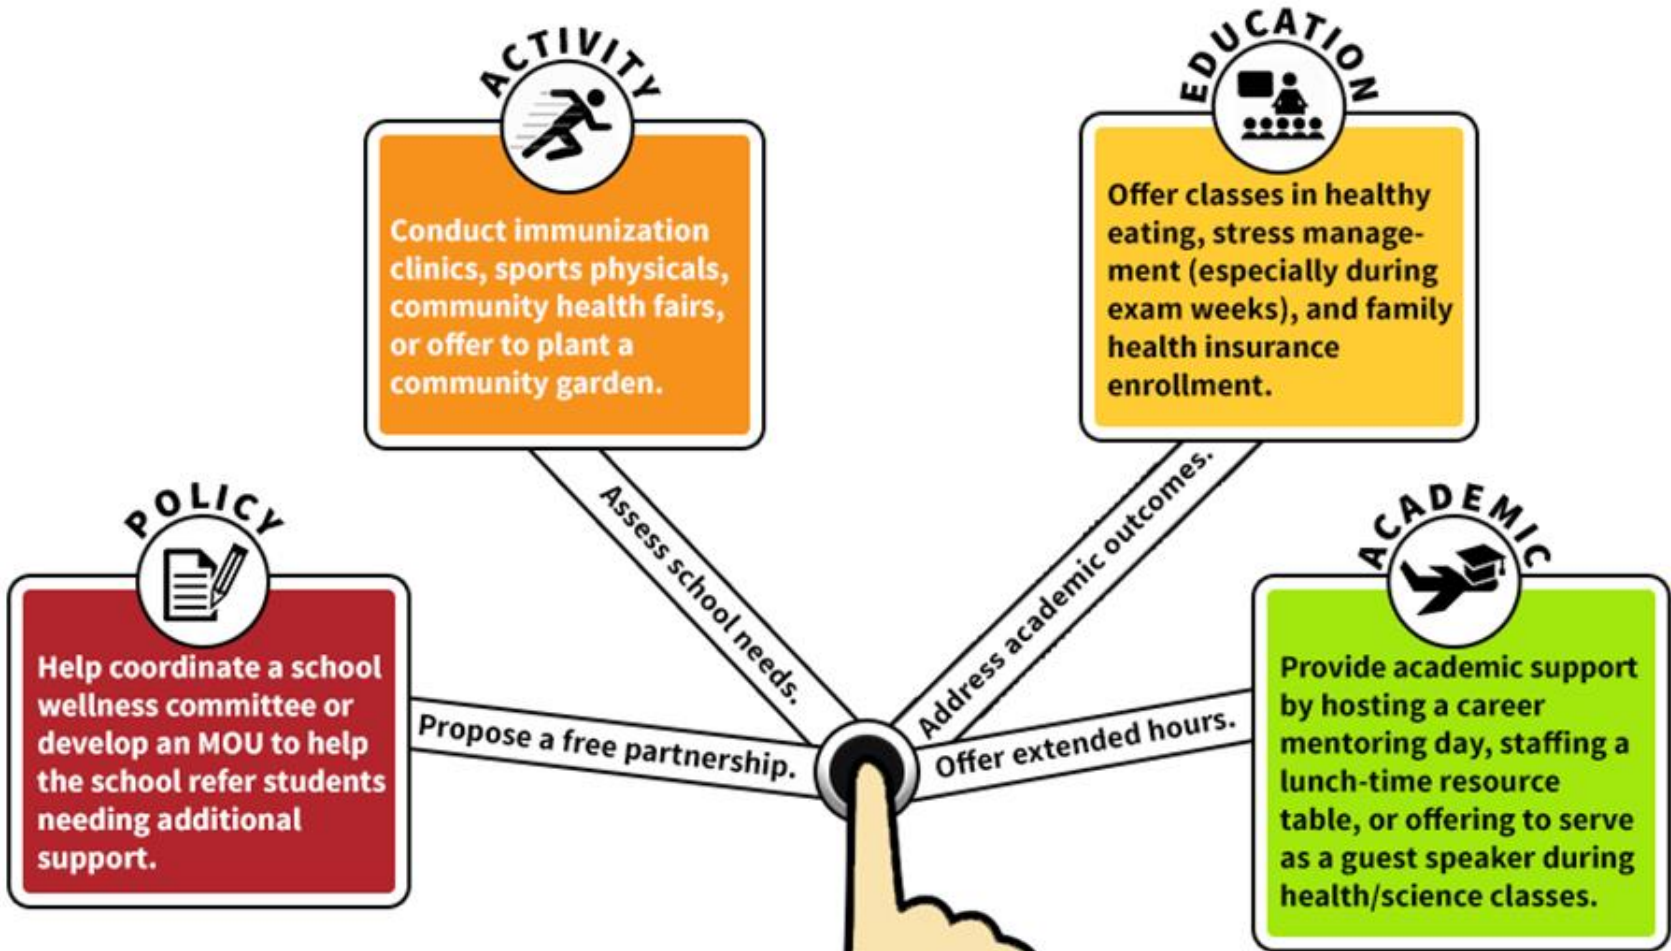 ACTIVITY
Conduct immunization
clinics, sports physicals,
community health fairs,
or offer to plant a
community garden.
EDUCATION
Offer classes in healthy
eating, stress manage-
ment (especially during
exam weeks), and family
health insurance
enrollment.
POLICY
Help coordinate a school
wellness committee or
develop an MOU to help
the school refer students
needing additional
support.
Propose a free partnership.
Assess school needs.
Address academic outcomes.
Offer extended hours.
ACADEMIC
Provide academic support
by hosting a career
mentoring day, staffing a
lunch-time resource
table, or offering to serve
as a guest speaker during
health/science classes.